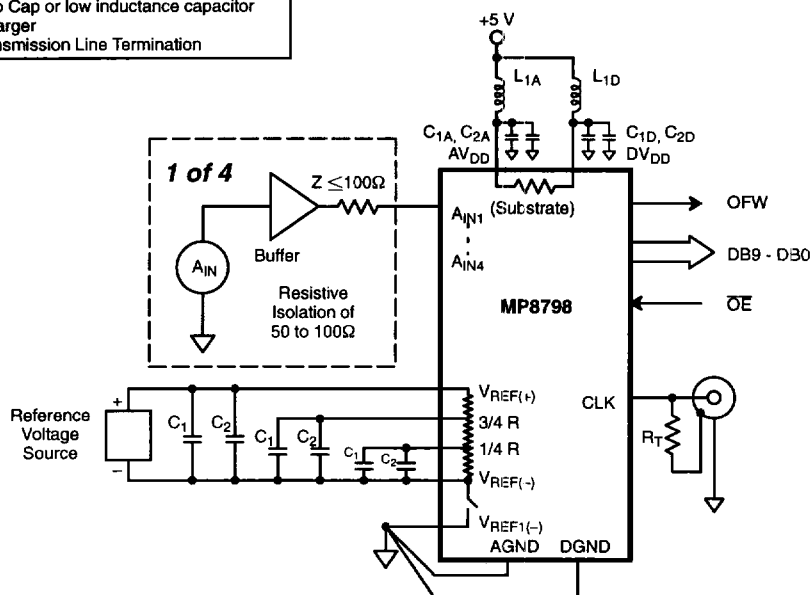 Cap or low inductance capacitor
Transmission Line Termination
+5 V
L1A
L1D
C1A, C2A
AVDD
C1D, C2D
DVDD
1 of 4
Z ≤100Ω
Buffer
AIN
Resistive
Isolation of
50 to 100Ω
(Substrate)
AIN1
AIN4
MP8798
OFW
DB9 - DB0
OE
CLK
RT
Reference
Voltage
Source
+
–
C1
C2
C1
C2
C1
C2
VREF(+)
3/4 R
1/4 R
VREF(–)
VREF1(–)
AGND
DGND